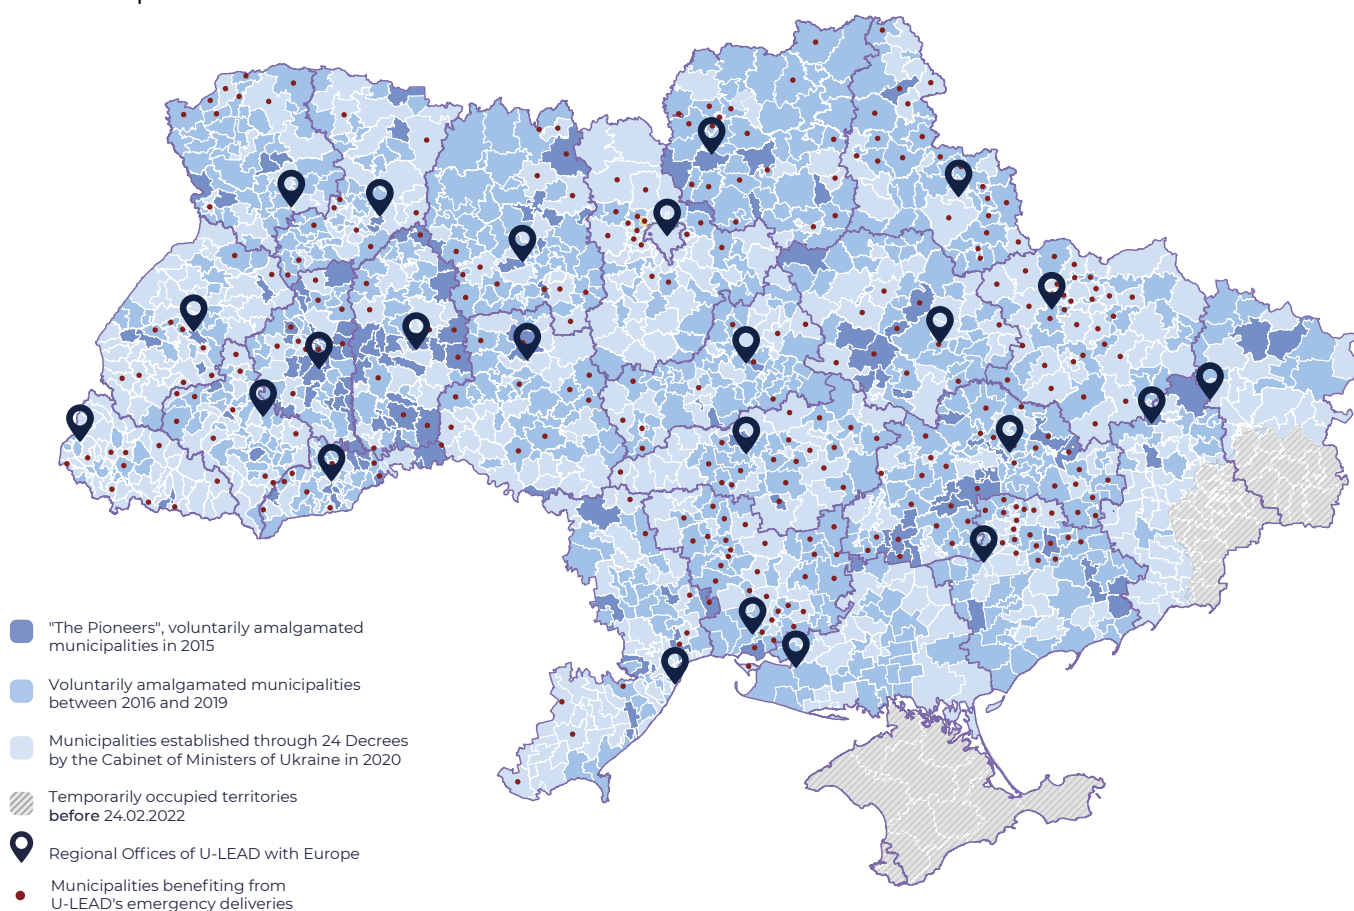 "The Pioneers", voluntarily amalgamated
municipalities in 2015
Voluntarily amalgamated municipalities
between 2016 and 2019
Municipalities established through 24 Decrees
by the Cabinet of Ministers of Ukraine in 2020
Temporarily occupied territories
before 24.02.2022
Regional Offices of U-LEAD with Europe
Municipalities benefiting from
U-LEAD's emergency deliveries